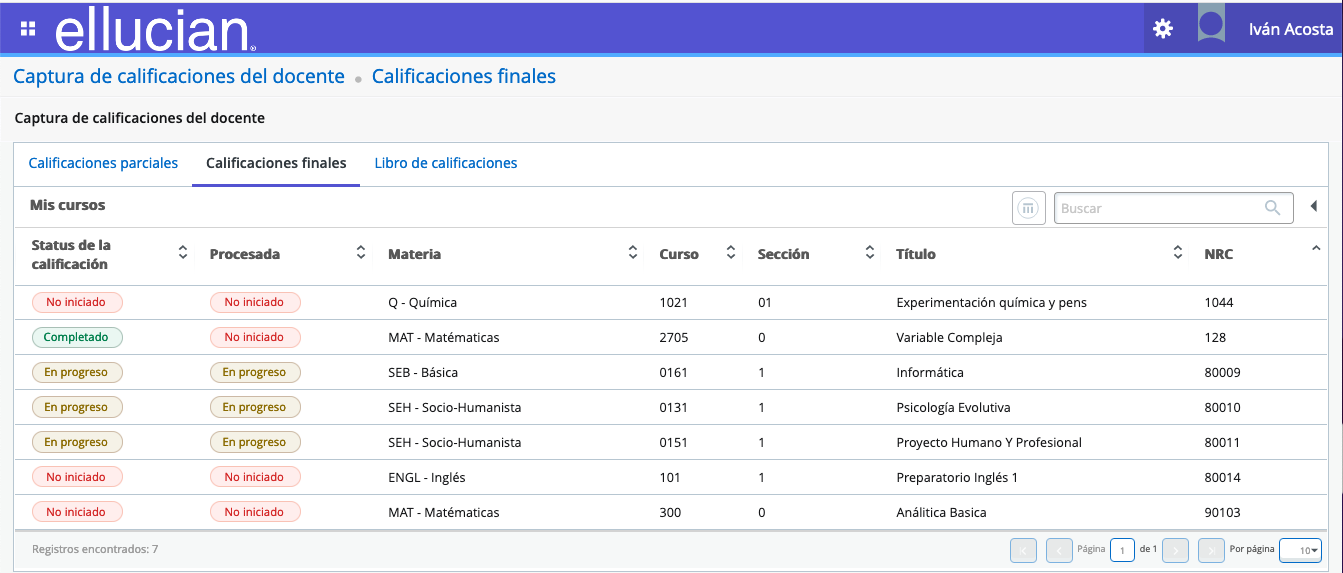 ellucian®
Iván Acosta
Captura de calificaciones del docente • Calificaciones finales
Captura de calificaciones del docente
Calificaciones parciales Calificaciones finales Libro de calificaciones
Mis cursos Buscar
Status de la calificación Procesada Materia Curso Sección Título NRC
No iniciado No iniciado Q - Química 1021 01 Experimentación química y pens 1044
Completado No iniciado MAT - Matématicas 2705 0 Variable Compleja 128
En progreso En progreso SEB - Básica 0161 1 Informática 80009
En progreso En progreso SEH - Socio-Humanista 0131 1 Psicología Evolutiva 80010
En progreso En progreso SEH - Socio-Humanista 0151 1 Proyecto Humano Y Profesional 80011
No iniciado No iniciado ENGL - Inglés 101 1 Preparatorio Inglés 1 80014
No iniciado No iniciado MAT - Matématicas 300 0 Análitica Basica 90103
Registros encontrados: 7 Página 1 de 1 Por página 10